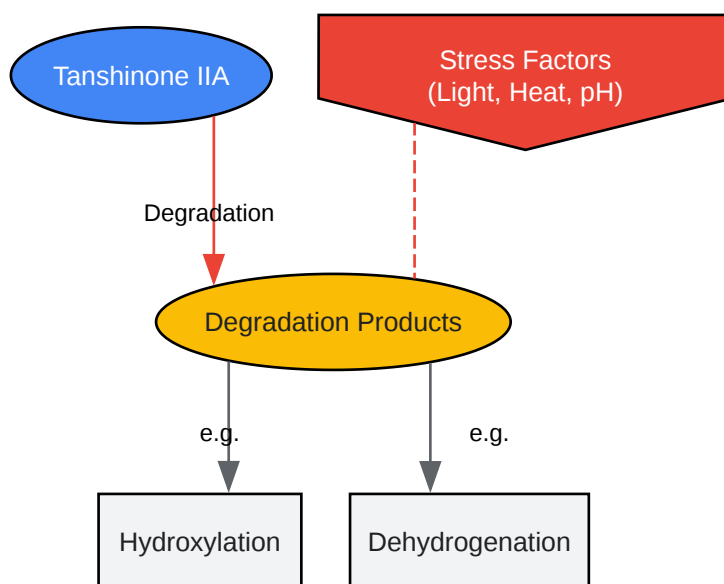 Tanshinone IIA
Stress Factors
(Light, Heat, pH)
Degradation
Degradation Products
e.g.
e.g.
Hydroxylation
Dehydrogenation